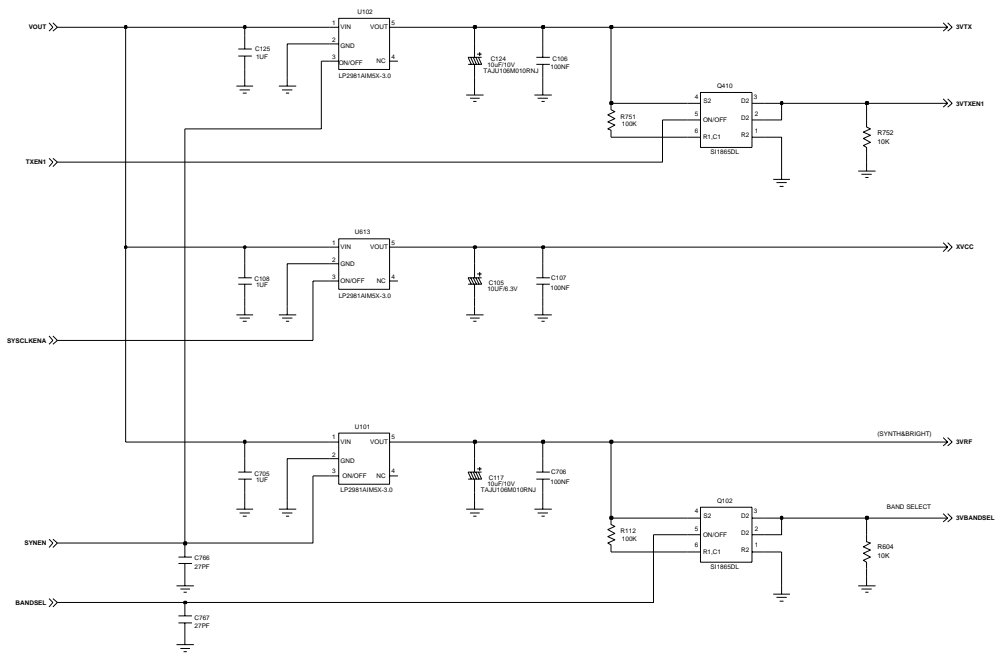 U102
VOUT
1 VIN VOUT 5
2 GND
3 ON/OFF NC 4
LP2981AIM5X-3.0
C125
1UF
C124
10uF/10V
TAJU106M010RNJ
C106
100NF
3VTX
Q410
4 S2 D2 3
5 ON/OFF D2 2
6 R1,C1 R2 1
SI1865DL
R751
100K
3VTXEN1
R752
10K
TXEN1
U613
1 VIN VOUT 5
2 GND
3 ON/OFF NC 4
LP2981AIM5X-3.0
C108
1UF
C105
10UF/6.3V
C107
100NF
XVCC
SYSCLKENA
U101
1 VIN VOUT 5
2 GND
3 ON/OFF NC 4
LP2981AIM5X-3.0
C705
1UF
C117
10uF/10V
TAJU106M010RNJ
C706
100NF
(SYNTH&BRIGHT)
3VRF
Q102
4 S2 D2 3
5 ON/OFF D2 2
6 R1,C1 R2 1
SI1865DL
R112
100K
BAND SELECT
3VBANDSEL
R604
10K
SYNEN
C766
27PF
BANDSEL
C767
27PF